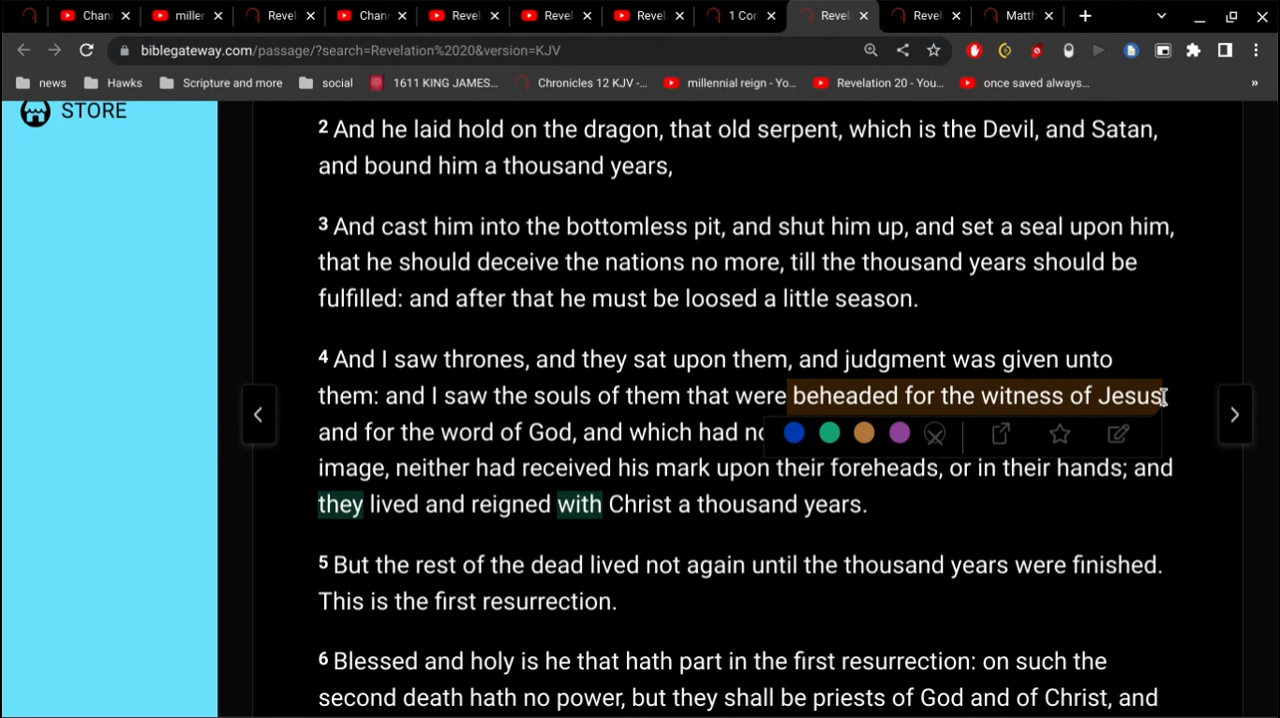 Chan
miller
Revel
Chan
Revel
Revel
Revel
1 Cor
Revel
Revel
Matth
biblegateway.com/passage/?search=Revelation%2020&version=KJV
news
Hawks
Scripture and more
social
1611 KING JAMES...
Chronicles 12 KJV -...
millennial reign - Yo...
Revelation 20 - You...
once saved always...
»
STORE
2 And he laid hold on the dragon, that old serpent, which is the Devil, and Satan,
and bound him a thousand years,
3 And cast him into the bottomless pit, and shut him up, and set a seal upon him,
that he should deceive the nations no more, till the thousand years should be
fulfilled: and after that he must be loosed a little season.
4 And I saw thrones, and they sat upon them, and judgment was given unto
them: and I saw the souls of them that were beheaded for the witness of Jesus,
and for the word of God, and which had no
image, neither had received his mark upon their foreheads, or in their hands; and
they lived and reigned with Christ a thousand years.
5 But the rest of the dead lived not again until the thousand years were finished.
This is the first resurrection.
6 Blessed and holy is he that hath part in the first resurrection: on such the
second death hath no power, but they shall be priests of God and of Christ, and